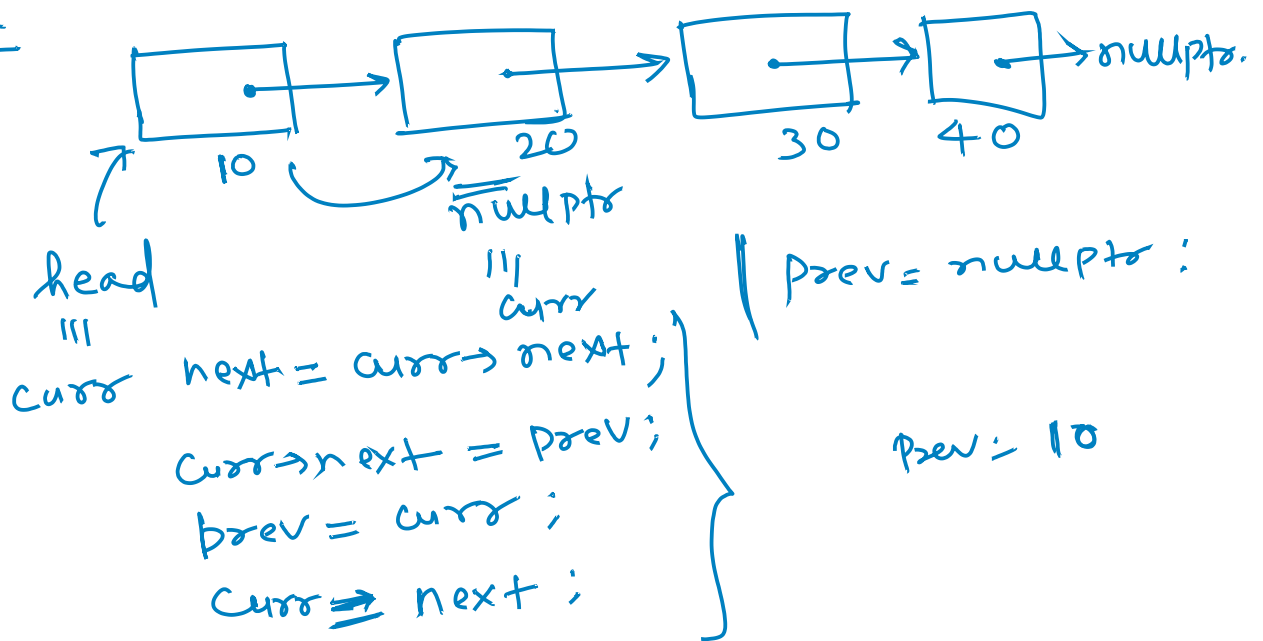 nullptr.
10 20 30 40
nullptr
head
curr
prev = nullptr ;
curr
next = curr→ next ;
curr→next = prev ;
prev = curr ;
curr = next ;
prev = 10